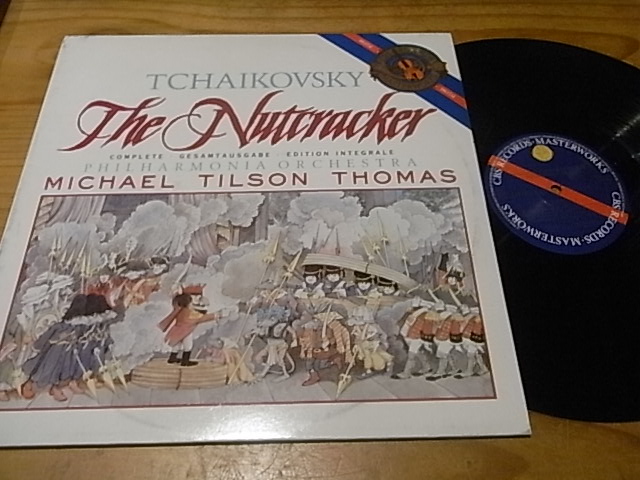 TCHAIKOVSKY
The Nutcracker
COMPLETE · GESAMTAUSGABE · EDITION INTEGRALE
PHILHARMONIA ORCHESTRA
MICHAEL TILSON THOMAS
CBS RECORDS·MASTERWORKS
CBS RECORDS·MASTERWORKS